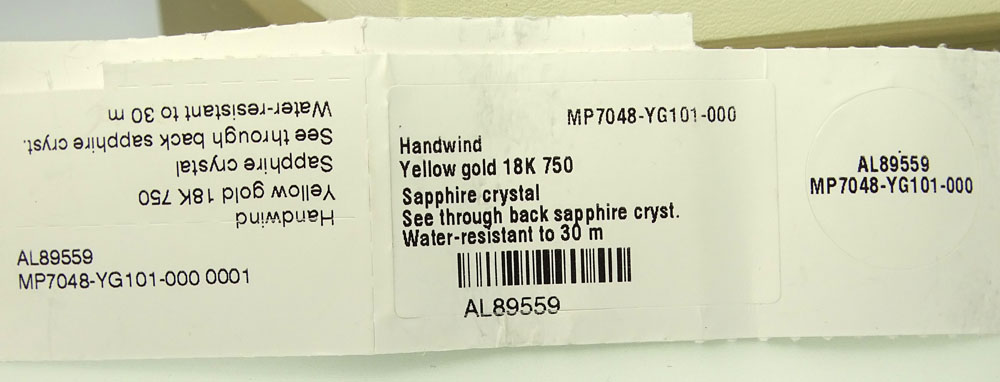 Handwind
Yellow gold 18K 750
Sapphire crystal
See through back sapphire cryst.
Water-resistant to 30 m
AL89559
MP7048-YG101-000 0001
MP7048-YG101-000
Handwind
Yellow gold 18K 750
Sapphire crystal
See through back sapphire cryst.
Water-resistant to 30 m
AL89559
AL89559
MP7048-YG101-000